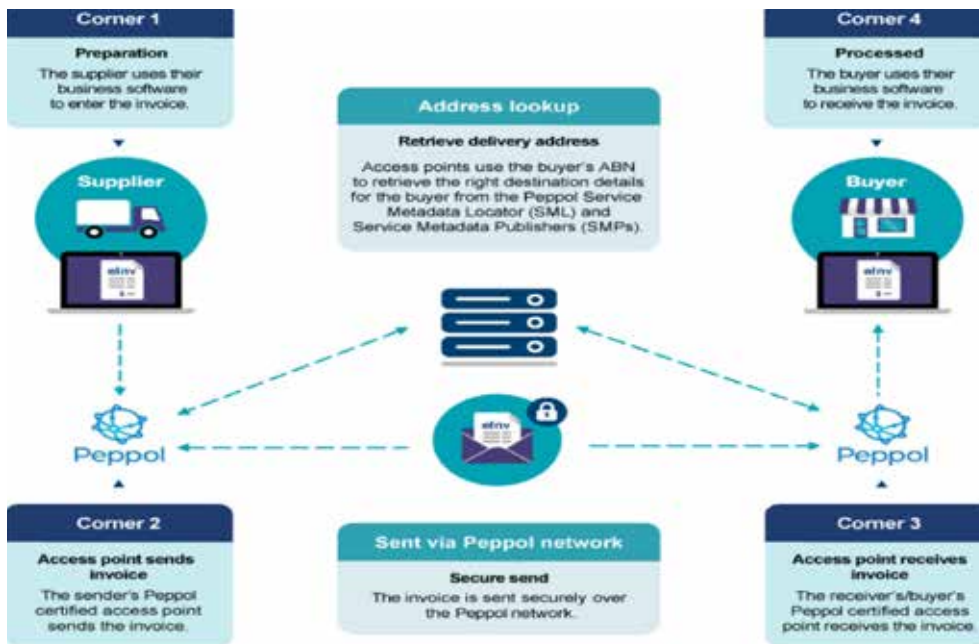 Corner 1
Preparation
The supplier uses their
business software
to enter the invoice.
Supplier
eInv
Corner 4
Processed
The buyer uses their
business software
to receive the invoice.
Buyer
eInv
Address lookup
Retrieve delivery address
Access points use the buyer's ABN
to retrieve the right destination details
for the buyer from the Peppol Service
Metadata Locator (SML) and
Service Metadata Publishers (SMPs).
eInv
Peppol
Peppol
Corner 2
Access point sends
invoice
The sender's Peppol
certified access point
sends the invoice.
Sent via Peppol network
Secure send
The invoice is sent securely over
the Peppol network.
Corner 3
Access point receives
invoice
The receiver's/buyer's
Peppol certified access
point receives the invoice